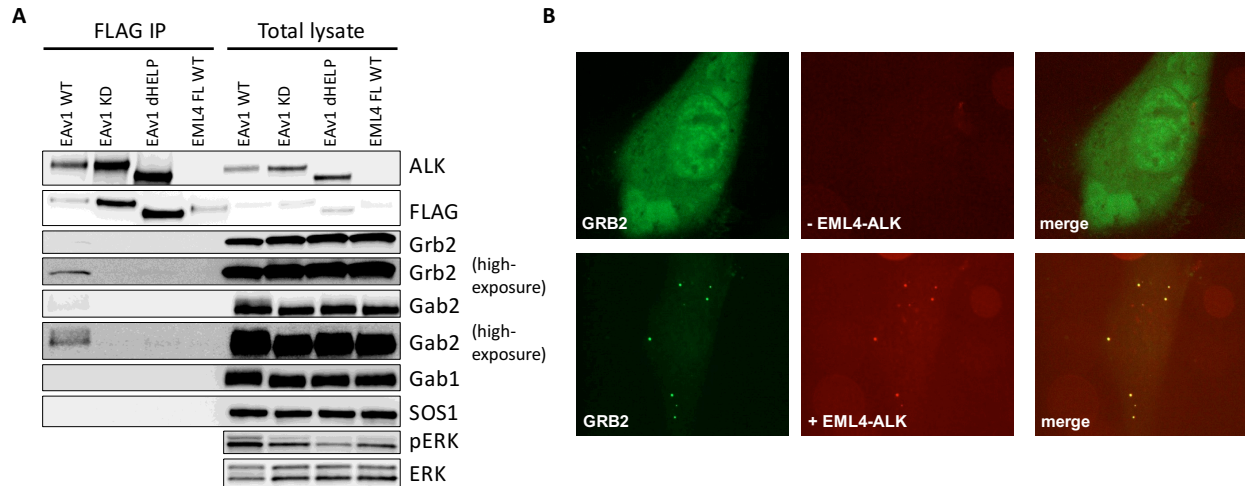 A
FLAG IP
Total lysate
EAv1 WT
EAv1 KD
EAv1 dHELP
EML4 FL WT
EAv1 WT
EAv1 KD
EAv1 dHELP
EML4 FL WT
ALK
FLAG
Grb2
Grb2 (high-exposure)
Gab2
Gab2 (high-exposure)
Gab1
SOS1
pERK
ERK
B
GRB2
- EML4-ALK
merge
GRB2
+ EML4-ALK
merge